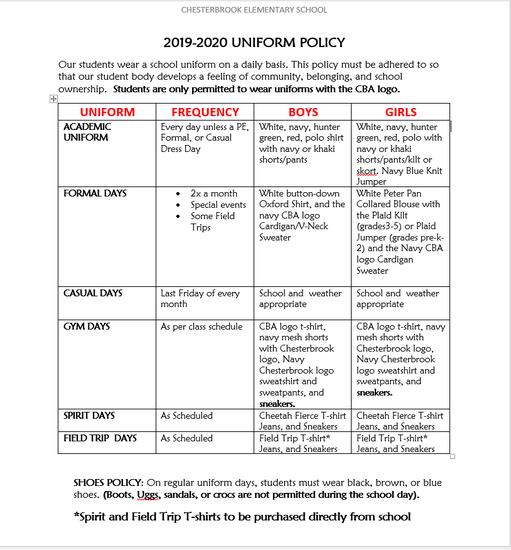 CHESTERBROOK ELEMENTARY SCHOOL
2019-2020 UNIFORM POLICY
Our students wear a school uniform on a daily basis. This policy must be adhered to so
that our student body develops a feeling of community, belonging, and school
ownership. Students are only permitted to wear uniforms with the CBA logo.
UNIFORM FREQUENCY BOYS GIRLS
ACADEMIC
UNIFORM
Every day unless a PE,
Formal, or Casual
Dress Day
White, navy, hunter
green, red, polo shirt
with navy or khaki
shorts/pants
White, navy, hunter
green, red, polo with
navy or khaki
shorts/pants/kilt or
skort. Navy Blue Knit
Jumper
FORMAL DAYS
• 2x a month
• Special events
• Some Field
Trips
White button-down
Oxford Shirt, and the
navy CBA logo
Cardigan/V-Neck
Sweater
White Peter Pan
Collared Blouse with
the Plaid Kilt
(grades3-5) or Plaid
Jumper (grades pre-k-
2) and the Navy CBA
logo Cardigan
Sweater
CASUAL DAYS
Last Friday of every
month
School and weather
appropriate
School and weather
appropriate
GYM DAYS
As per class schedule
CBA logo t-shirt,
navy mesh shorts
with Chesterbrook
logo, Navy
Chesterbrook logo
sweatshirt and
sweatpants, and
sneakers.
CBA logo t-shirt, navy
mesh shorts with
Chesterbrook logo,
Navy Chesterbrook
logo sweatshirt and
sweatpants, and
sneakers.
SPIRIT DAYS
As Scheduled
Cheetah Fierce T-shirt
Jeans, and Sneakers
Cheetah Fierce T-shirt
Jeans, and Sneakers
FIELD TRIP DAYS
As Scheduled
Field Trip T-shirt*
Jeans, and Sneakers
Field Trip T-shirt*
Jeans, and Sneakers
SHOES POLICY: On regular uniform days, students must wear black, brown, or blue
shoes. (Boots, Uggs, sandals, or crocs are not permitted during the school day).
*Spirit and Field Trip T-shirts to be purchased directly from school